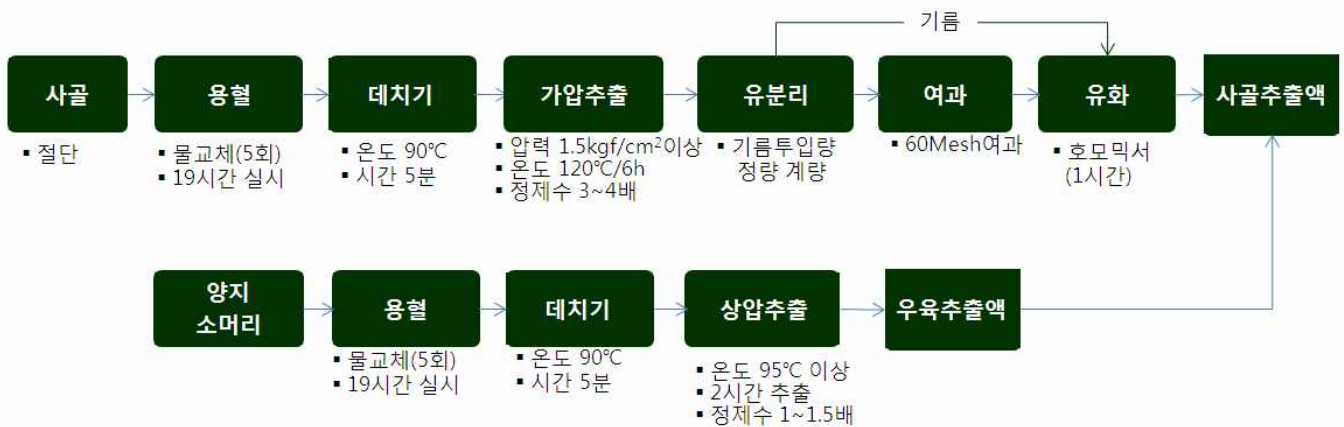 기름
사골
용혈
데치기
가압추출
유분리
여과
유화
사골추출액
▪ 절단
▪ 물교체(5회)
▪ 19시간 실시
▪ 온도 90℃
▪ 시간 5분
▪ 압력 1.5kgf/cm²이상
▪ 온도 120℃/6h
▪ 정제수 3~4배
▪ 기름투입량
정량 계량
▪ 60Mesh여과
▪ 호모믹서
(1시간)
양지
소머리
용혈
데치기
상압추출
우육추출액
▪ 물교체(5회)
▪ 19시간 실시
▪ 온도 90℃
▪ 시간 5분
▪ 온도 95℃ 이상
▪ 2시간 추출
▪ 정제수 1~1.5배